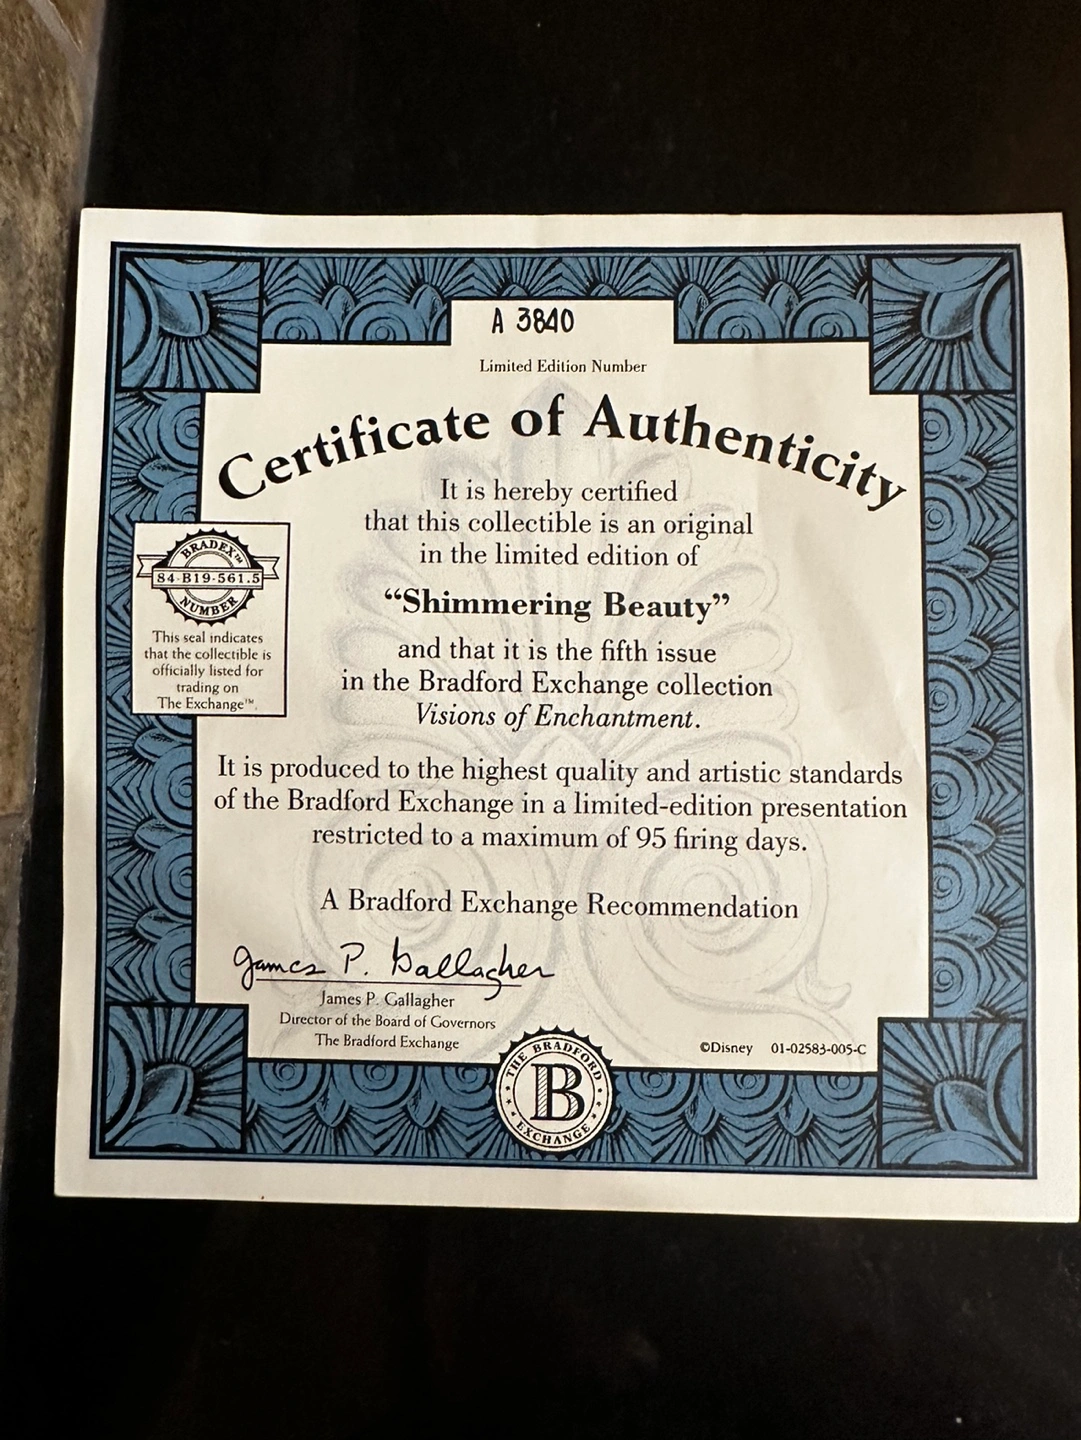 A 3840
Limited Edition Number
Certificate of Authenticity
It is hereby certified
that this collectible is an original
in the limited edition of
“Shimmering Beauty”
and that it is the fifth issue
in the Bradford Exchange collection
Visions of Enchantment.
BRADEX™
84-B19-561.5
NUMBER
This seal indicates
that the collectible is
officially listed for
trading on
The Exchange™.
It is produced to the highest quality and artistic standards
of the Bradford Exchange in a limited-edition presentation
restricted to a maximum of 95 firing days.
A Bradford Exchange Recommendation
James P. Gallagher
James P. Gallagher
Director of the Board of Governors
The Bradford Exchange
THE BRADFORD
B
EXCHANGE
©Disney 01-02583-005-C